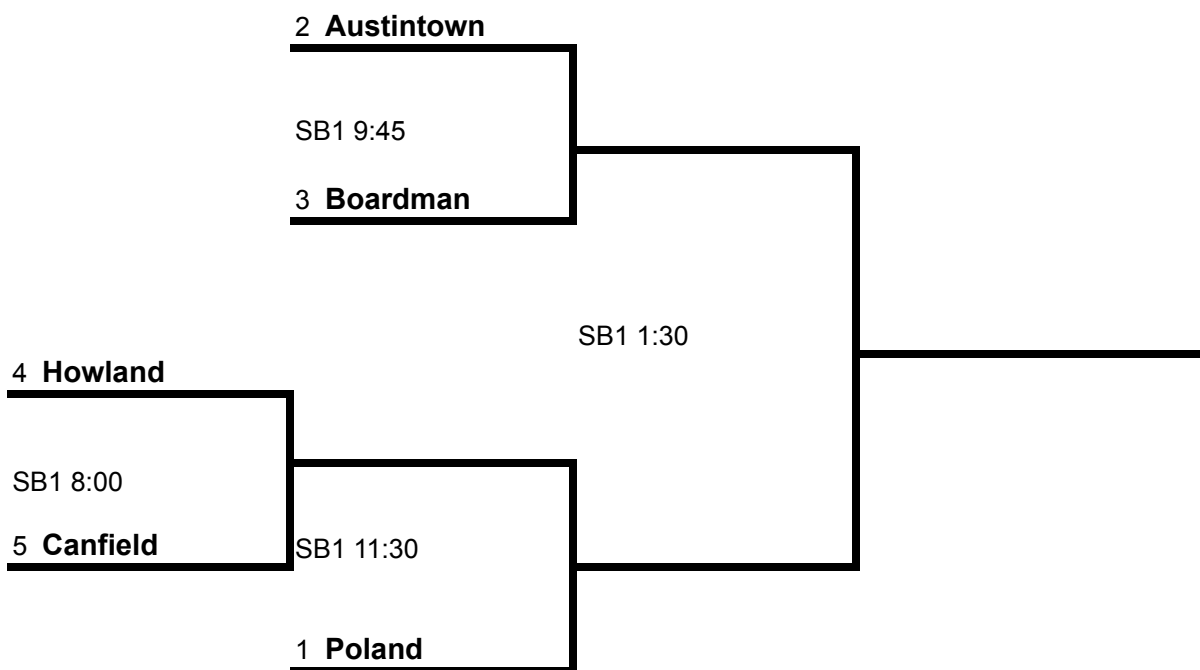 2 Austintown
SB1 9:45
3 Boardman
SB1 1:30
4 Howland
SB1 8:00
5 Canfield
SB1 11:30
1 Poland